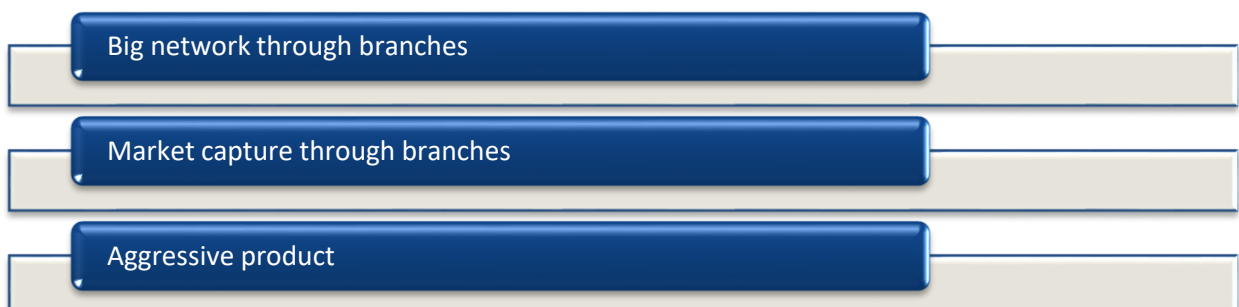 Big network through branches
Market capture through branches
Aggressive product